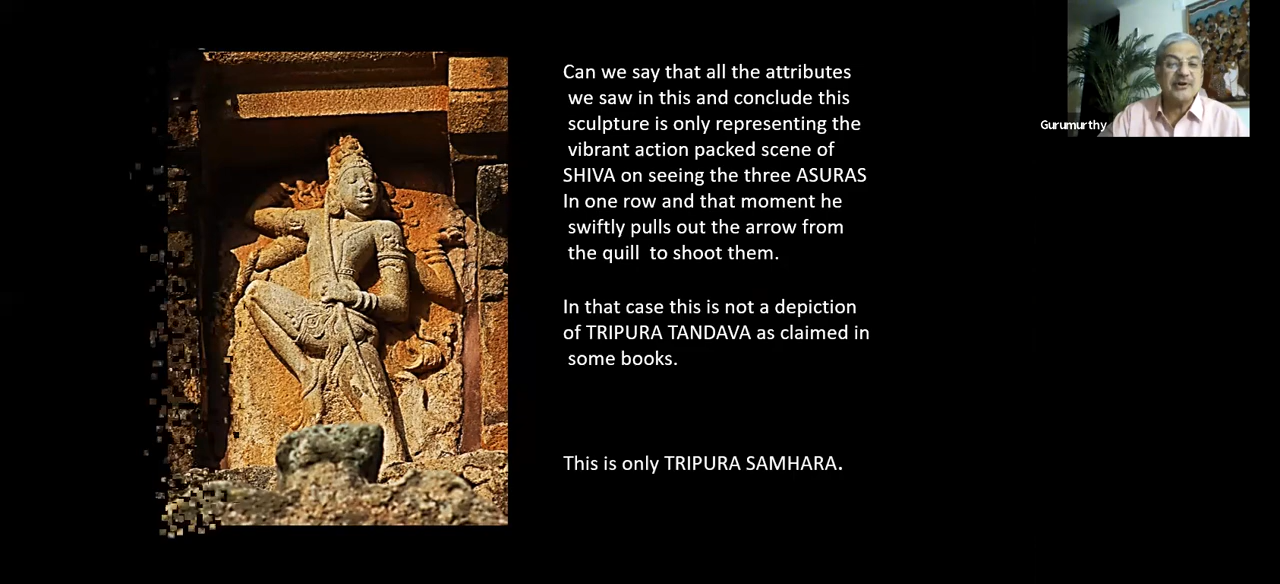 Can we say that all the attributes
we saw in this and conclude this
sculpture is only representing the
vibrant action packed scene of
SHIVA on seeing the three ASURAS
In one row and that moment he
swiftly pulls out the arrow from
the quill to shoot them.
In that case this is not a depiction
of TRIPURA TANDAVA as claimed in
some books.
This is only TRIPURA SAMHARA.
Gurumurthy